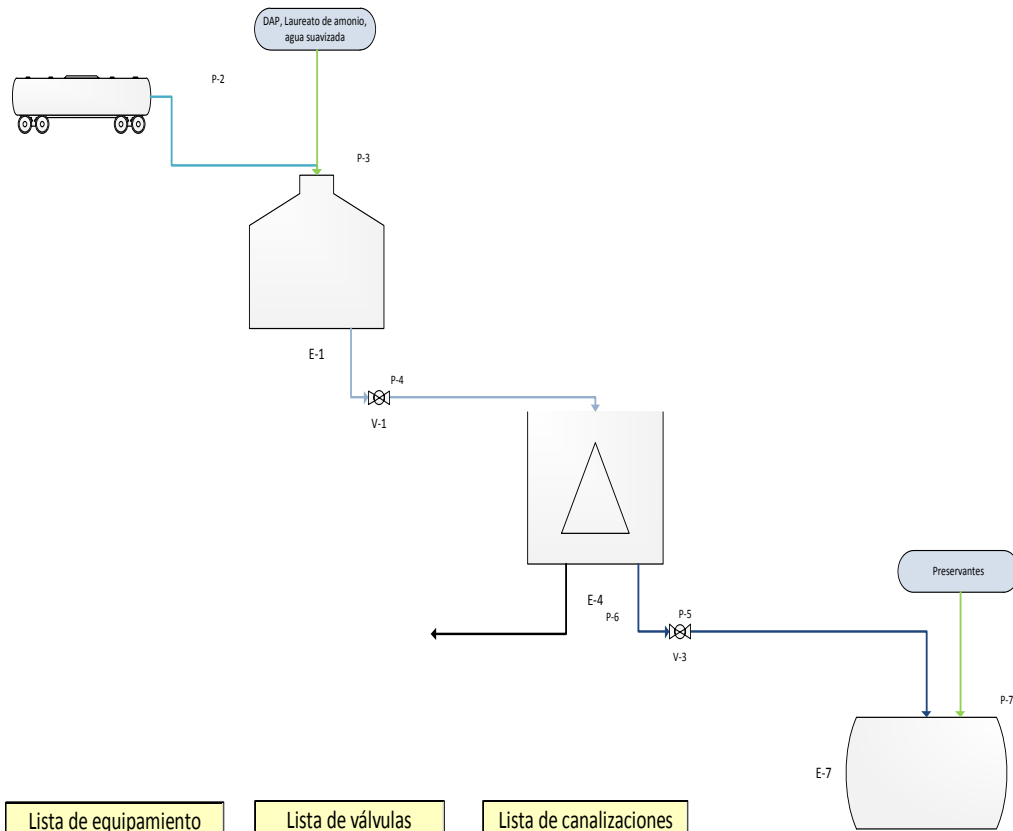 DAP, Laureato de amonio,
agua suavizada
P-2
P-3
E-1
P-4
V-1
E-4
P-6
P-5
V-3
Preservantes
P-7
E-7
Lista de equipamiento
Lista de válvulas
Lista de canalizaciones